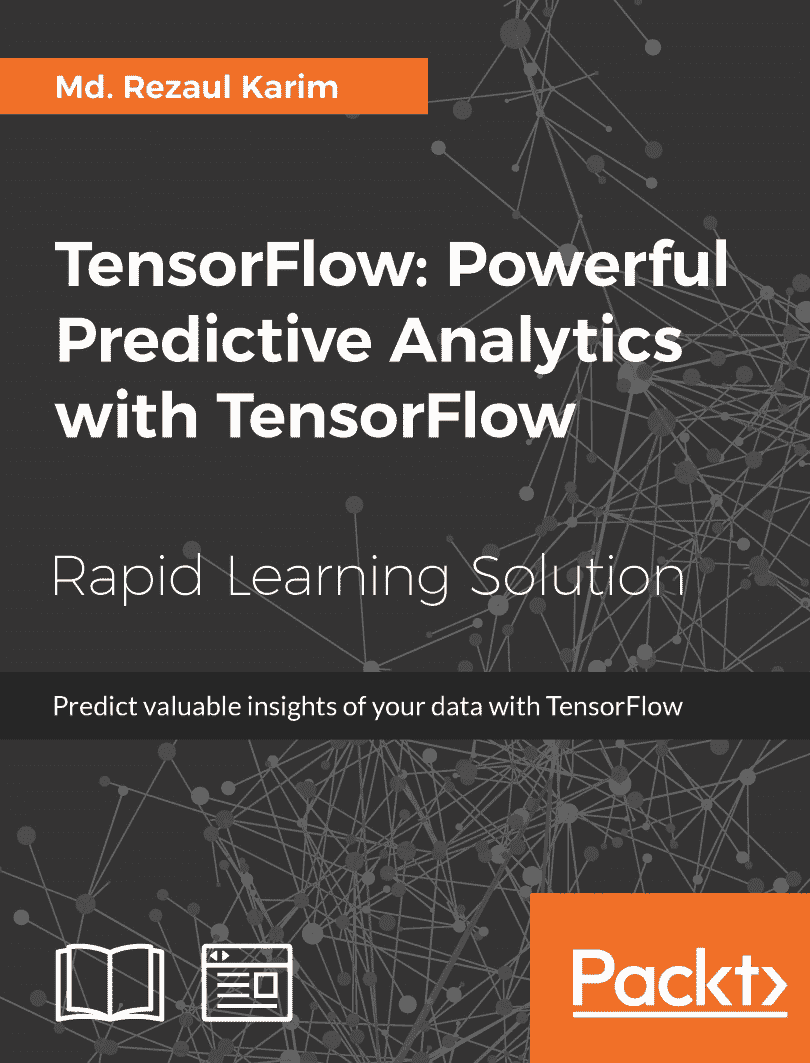 Md. Rezaul Karim
TensorFlow: Powerful
Predictive Analytics
with TensorFlow
Rapid Learning Solution
Predict valuable insights of your data with TensorFlow
Packt>